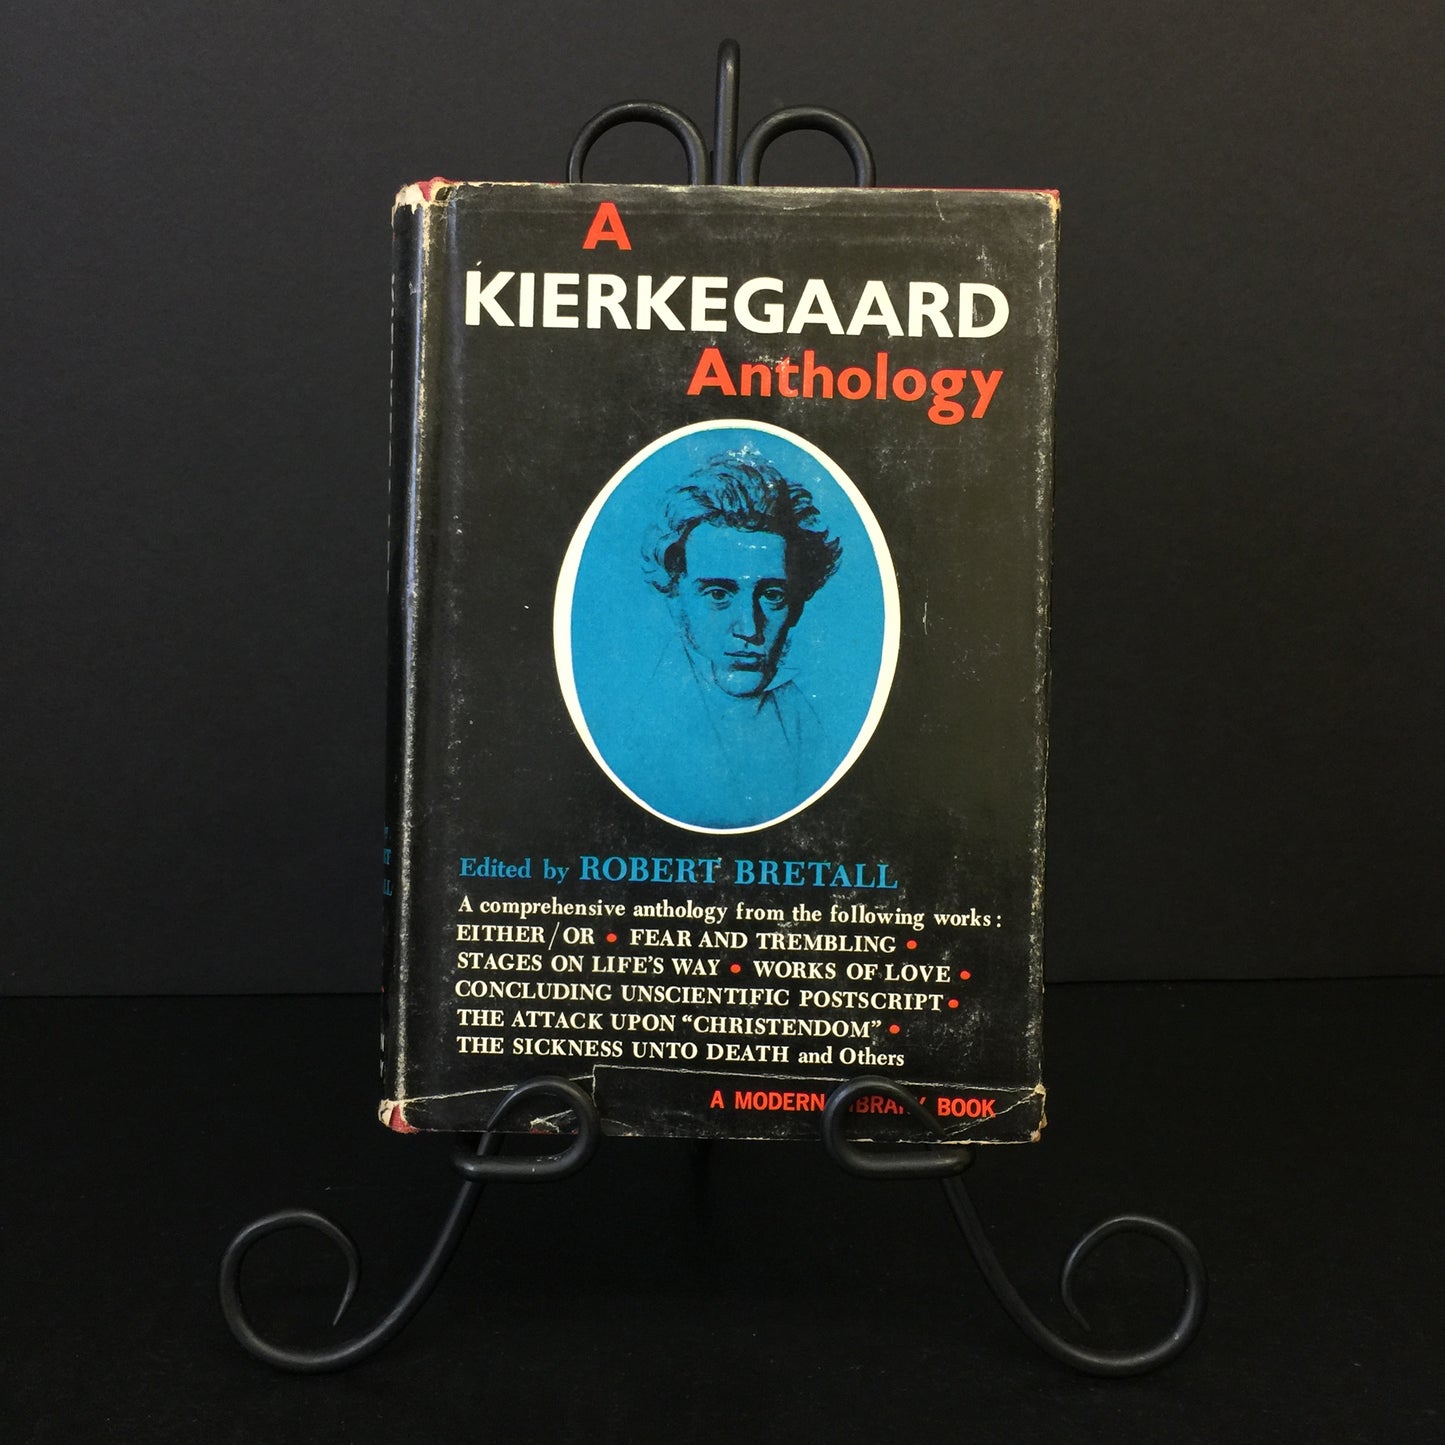 A
KIERKEGAARD
Anthology
Edited by ROBERT BRETALL
A comprehensive anthology from the following works:
EITHER/OR • FEAR AND TREMBLING •
STAGES ON LIFE'S WAY • WORKS OF LOVE •
CONCLUDING UNSCIENTIFIC POSTSCRIPT •
THE ATTACK UPON "CHRISTENDOM" •
THE SICKNESS UNTO DEATH and Others
A MODERN LIBRARY BOOK